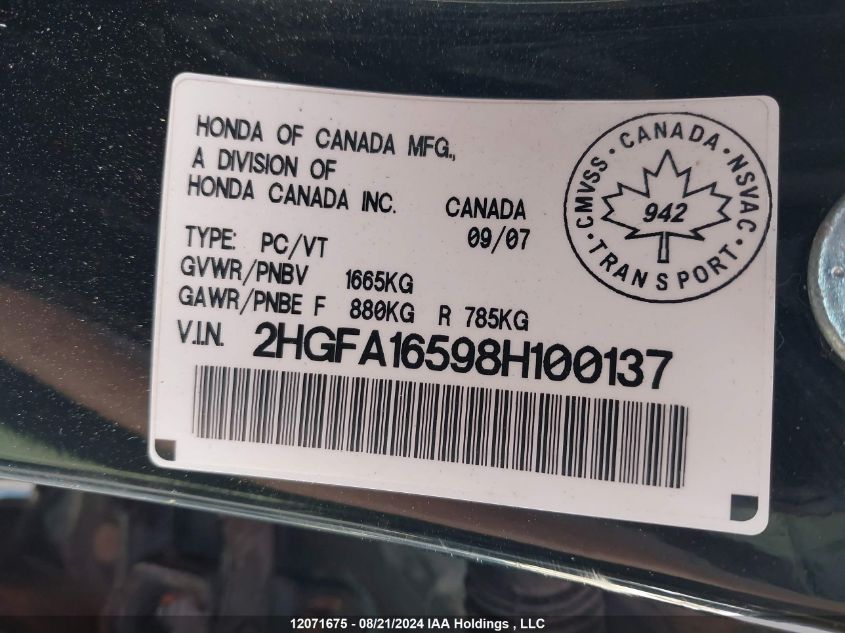 HONDA OF CANADA MFG.,
A DIVISION OF
HONDA CANADA INC. CANADA
09/07
TYPE: PC/VT
GVWR/PNBV 1665KG
GAWR/PNBE F 880KG R 785KG
V.I.N. 2HGFA16598H100137
CMVSS · CANADA · NSVAC
942
· TRANSPORT ·
12071675 - 08/21/2024 IAA Holdings , LLC